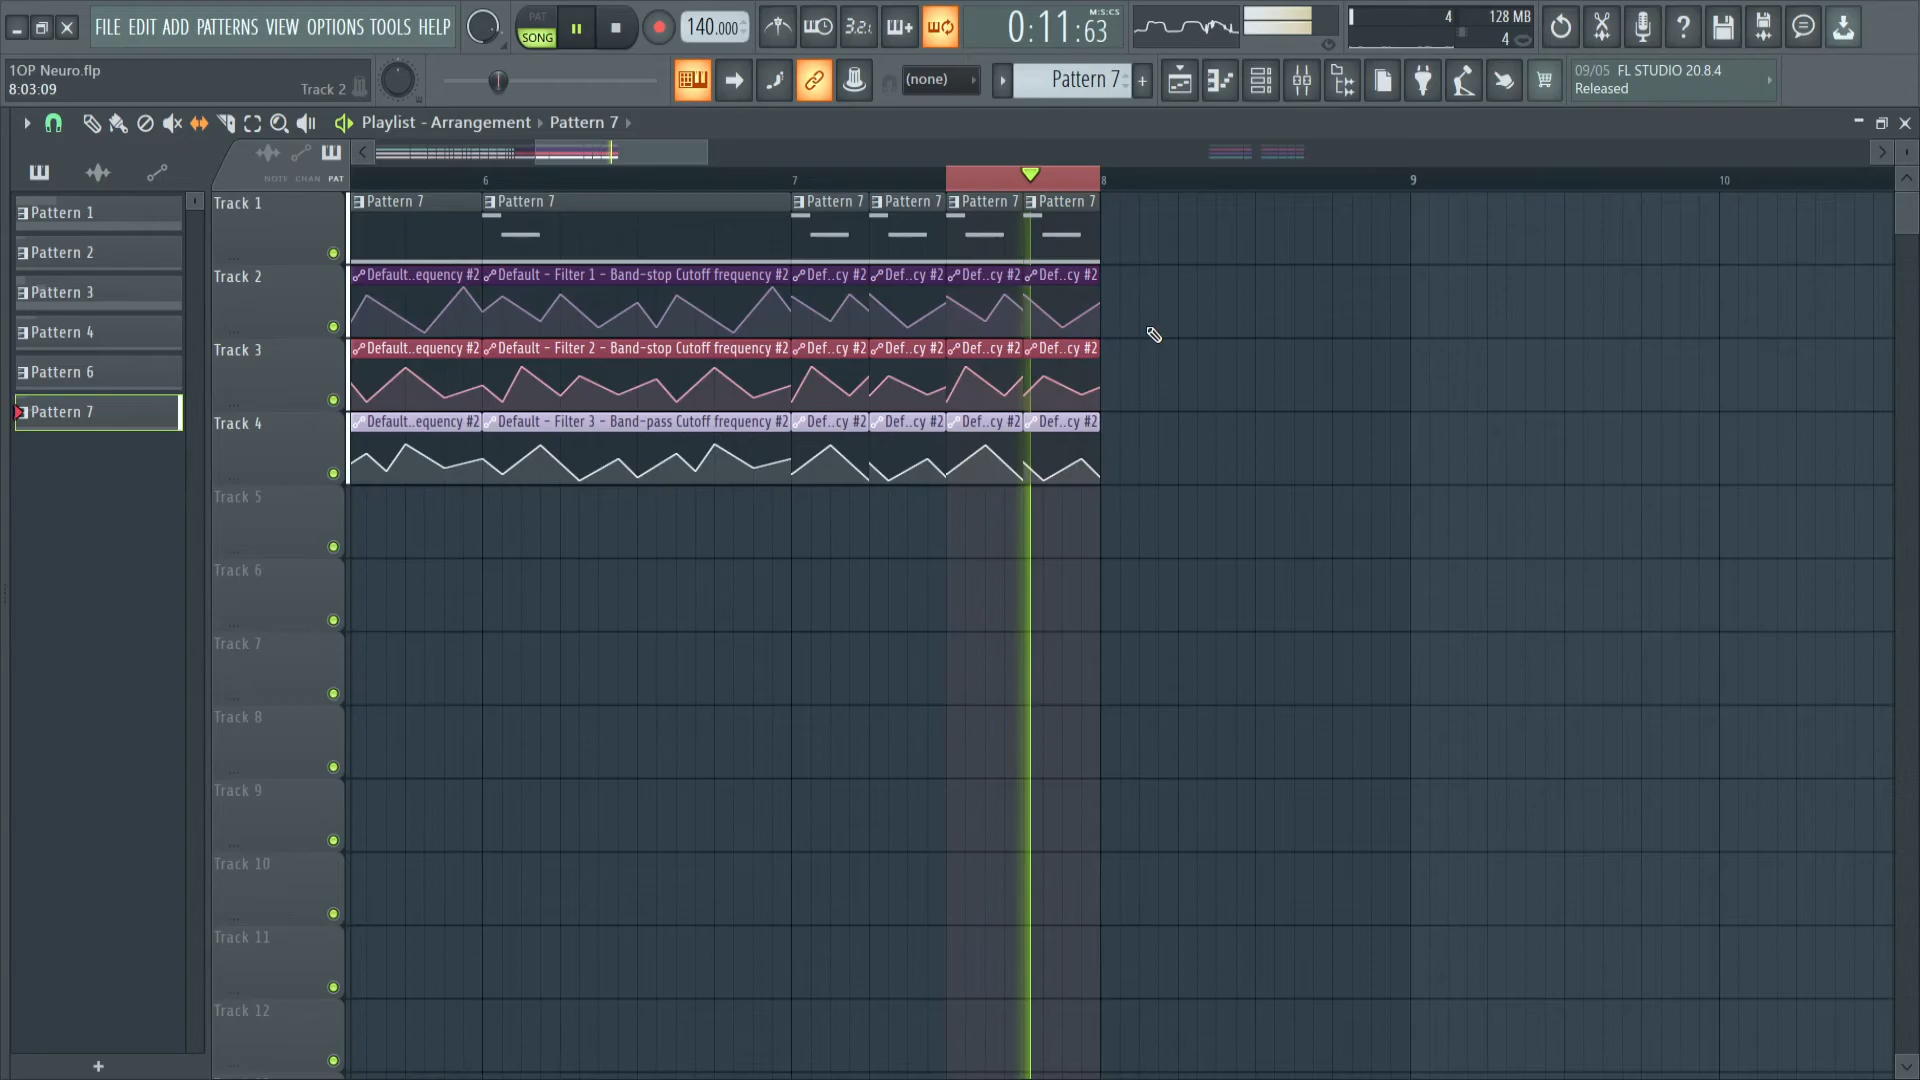 FILE EDIT ADD PATTERNS VIEW OPTIONS TOOLS HELP
PAT
SONG
140.000
3.2.1
0:11:63
M:S:CS
4
128 MB
4
1OP Neuro.flp
8:03:09
Track 2
(none)
Pattern 7
+
09/05 FL STUDIO 20.8.4
Released
Playlist - Arrangement
Pattern 7
NOTE CHAN PAT
6
7
8
9
10
Pattern 1
Pattern 2
Pattern 3
Pattern 4
Pattern 6
Pattern 7
+
Track 1
Pattern 7
Pattern 7
Pattern 7
Pattern 7
Pattern 7
Pattern 7
Track 2
Default..equency #2
Default - Filter 1 - Band-stop Cutoff frequency #2
Def..cy #2
Def..cy #2
Def..cy #2
Def..cy #2
Track 3
Default..equency #2
Default - Filter 2 - Band-stop Cutoff frequency #2
Def..cy #2
Def..cy #2
Def..cy #2
Def..cy #2
Track 4
Default..equency #2
Default - Filter 3 - Band-pass Cutoff frequency #2
Def..cy #2
Def..cy #2
Def..cy #2
Def..cy #2
Track 5
Track 6
Track 7
Track 8
Track 9
Track 10
Track 11
Track 12